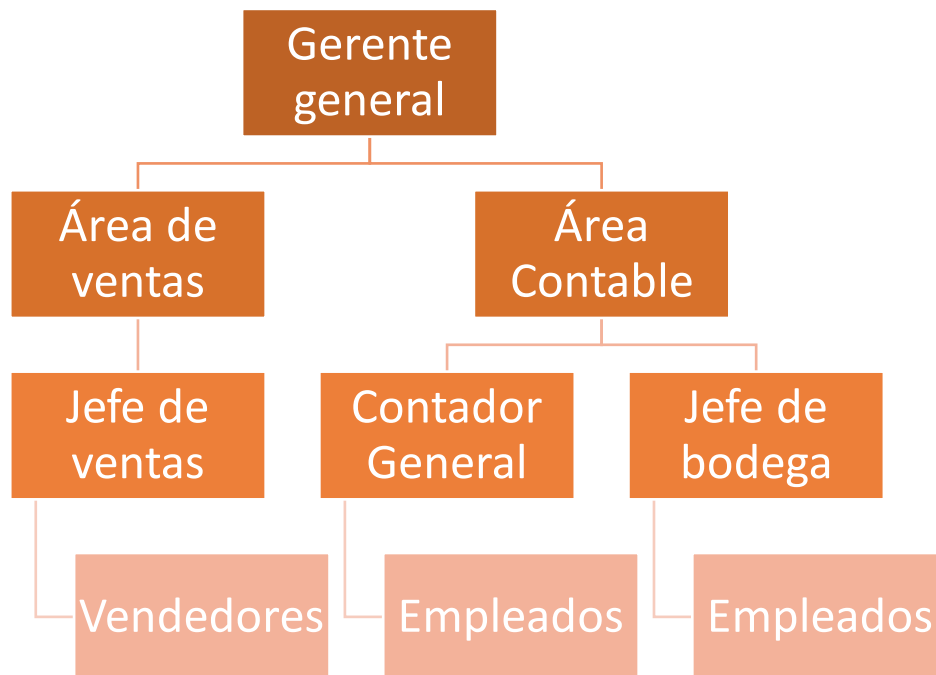 Gerente
general
Área de
ventas
Área
Contable
Jefe de
ventas
Contador
General
Jefe de
bodega
Vendedores
Empleados
Empleados